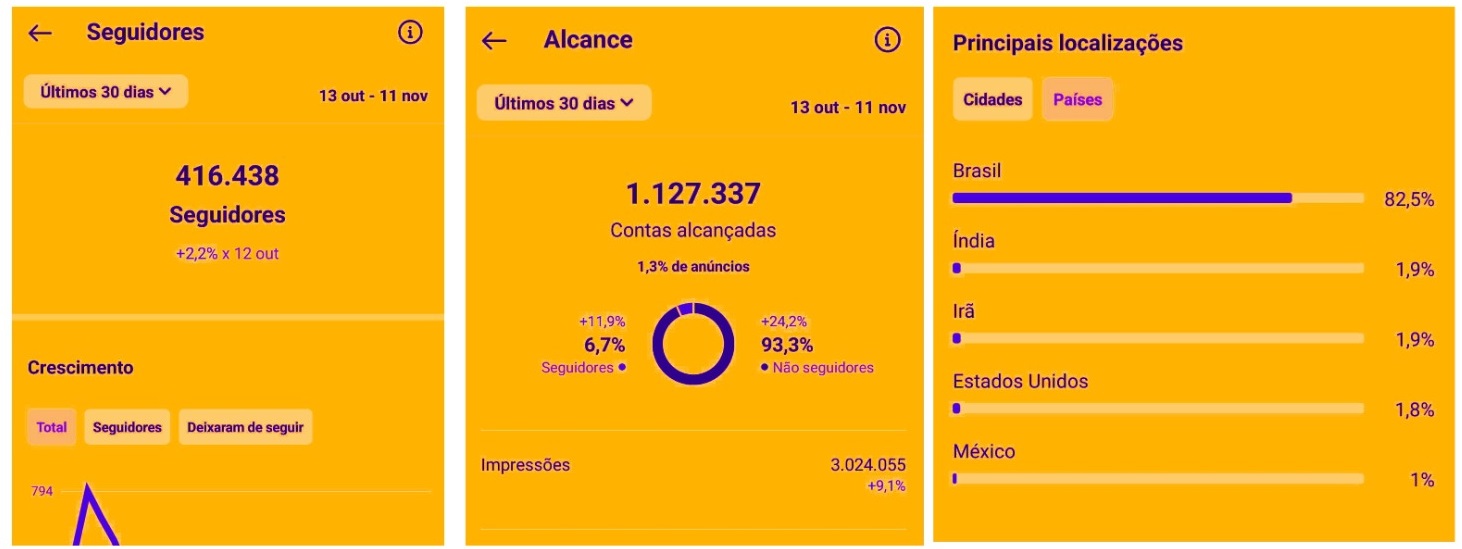 Seguidores
Últimos 30 dias
13 out - 11 nov
416.438
Seguidores
+2,2% x 12 out
Crescimento
Total
Seguidores
Deixaram de seguir
794
Alcance
Últimos 30 dias
13 out - 11 nov
1.127.337
Contas alcançadas
1,3% de anúncios
+11,9%
6,7%
Seguidores
+24,2%
93,3%
Não seguidores
Impressões
3.024.055
+9,1%
Principais localizações
Cidades
Países
Brasil
82,5%
Índia
1,9%
Irã
1,9%
Estados Unidos
1,8%
México
1%